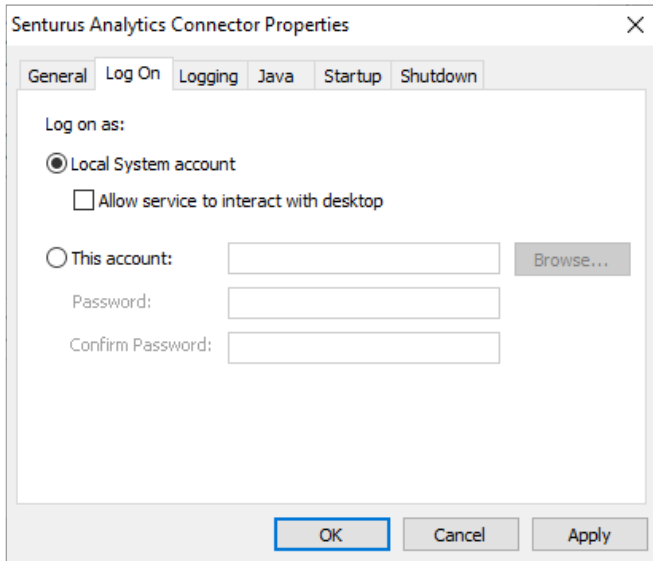 Senturus Analytics Connector Properties
General Log On Logging Java Startup Shutdown
Log on as:
Local System account
Allow service to interact with desktop
This account:
Browse...
Password:
Confirm Password:
OK Cancel Apply